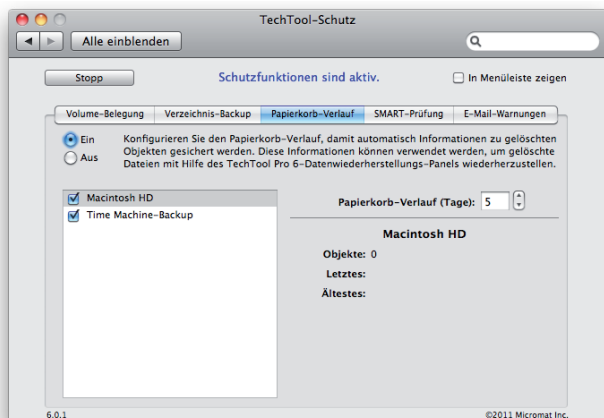 TechTool-Schutz
Alle einblenden
Stopp
Schutzfunktionen sind aktiv.
In Menüleiste zeigen
Volume-Belegung
Verzeichnis-Backup
Papierkorb-Verlauf
SMART-Prüfung
E-Mail-Warnungen
Ein
Aus
Konfigurieren Sie den Papierkorb-Verlauf, damit automatisch Informationen zu gelöschten
Objekten gesichert werden. Diese Informationen können verwendet werden, um gelöschte
Dateien mit Hilfe des TechTool Pro 6-Datenwiederherstellungs-Panels wiederherzustellen.
Macintosh HD
Time Machine-Backup
Papierkorb-Verlauf (Tage): 5
Macintosh HD
Objekte: 0
Letztes:
Ältestes:
6.0.1
©2011 Micromat Inc.